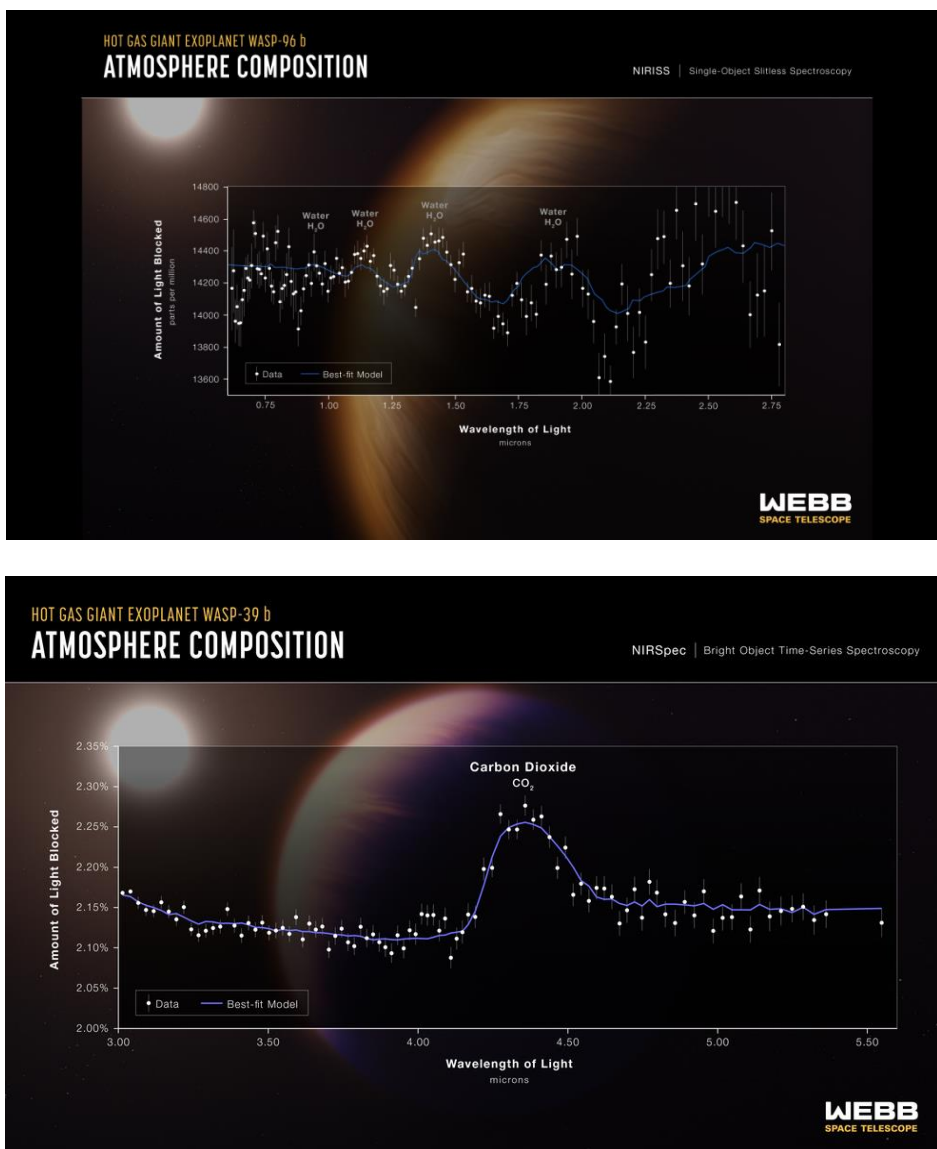 HOT GAS GIANT EXOPLANET WASP-96 b
ATMOSPHERE COMPOSITION
NIRISS | Single-Object Slitless Spectroscopy
14800
14600
14400
14200
14000
13800
13600
Amount of Light Blocked
parts per million
Water
H₂O
Water
H₂O
Water
H₂O
Water
H₂O
Data
Best-fit Model
0.75 1.00 1.25 1.50 1.75 2.00 2.25 2.50 2.75
Wavelength of Light
microns
WEBB
SPACE TELESCOPE
HOT GAS GIANT EXOPLANET WASP-39 b
ATMOSPHERE COMPOSITION
NIRSpec | Bright Object Time-Series Spectroscopy
2.35%
2.30%
2.25%
2.20%
2.15%
2.10%
2.05%
2.00%
Amount of Light Blocked
Carbon Dioxide
CO₂
Data
Best-fit Model
3.00 3.50 4.00 4.50 5.00 5.50
Wavelength of Light
microns
WEBB
SPACE TELESCOPE